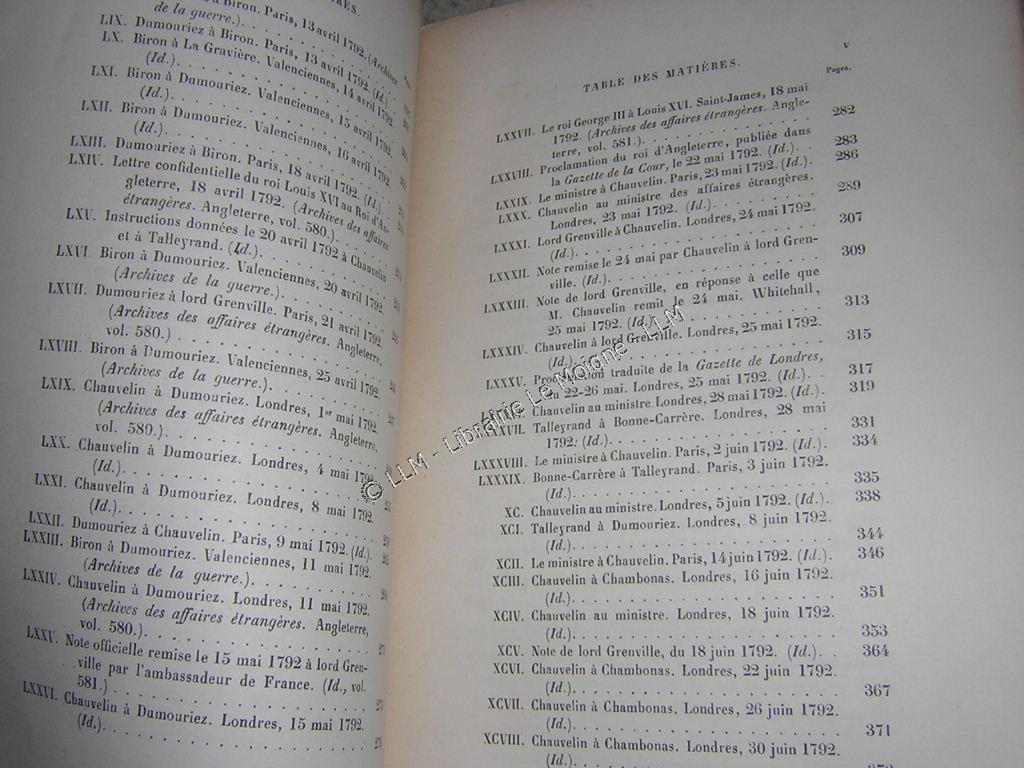 à Biron. Paris, 13 avril 1792. (Archives
de la guerre.)
LIX. Dumouriez à Biron. Paris, 13 avril 1792. (Id.)
LX. Biron à La Gravière. Valenciennes, 14 avril 1792.
(Id.)
LXI. Biron à Dumouriez. Valenciennes, 15 avril 1792.
(Id.)
LXII. Biron à Dumouriez. Valenciennes, 16 avril 1792.
(Id.)
LXIII. Dumouriez à Biron. Paris, 18 avril 1792. (Id.)
LXIV. Lettre confidentielle du roi Louis XVI au Roi d'An-
gleterre, 18 avril 1792. (Archives des affaires
étrangères. Angleterre, vol. 580.)
LXV. Instructions données le 20 avril 1792 à Chauvelin
et à Talleyrand. (Id.)
LXVI. Biron à Dumouriez. Valenciennes, 20 avril 1792.
(Archives de la guerre.)
LXVII. Dumouriez à lord Grenville. Paris, 21 avril 1792.
(Archives des affaires étrangères. Angleterre,
vol. 580.)
LXVIII. Biron à Dumouriez. Valenciennes, 25 avril 1792.
(Archives de la guerre.)
LXIX. Chauvelin à Dumouriez. Londres, 1er mai 1792.
(Archives des affaires étrangères. Angleterre,
vol. 580.)
LXX. Chauvelin à Dumouriez. Londres, 4 mai 1792.
(Id.)
LXXI. Chauvelin à Dumouriez. Londres, 8 mai 1792.
(Id.)
LXXII. Dumouriez à Chauvelin. Paris, 9 mai 1792. (Id.)
LXXIII. Biron à Dumouriez. Valenciennes, 11 mai 1792.
(Archives de la guerre.)
LXXIV. Chauvelin à Dumouriez. Londres, 11 mai 1792.
(Archives des affaires étrangères. Angleterre,
vol. 580.)
LXXV. Note officielle remise le 15 mai 1792 à lord Gren-
ville par l'ambassadeur de France. (Id., vol.
581.)
LXXVI. Chauvelin à Dumouriez. Londres, 15 mai 1792.
(Id.)
TABLE DES MATIÈRES. v
Pages.
LXXVII. Le roi George III à Louis XVI. Saint-James, 18 mai
1792. (Archives des affaires étrangères. Angle-
terre, vol. 581.) 282
LXXVIII. Proclamation du roi d'Angleterre, publiée dans
la Gazette de la Cour, le 22 mai 1792. (Id.) 283
LXXIX. Le ministre à Chauvelin. Paris, 23 mai 1792. (Id.) 286
LXXX. Chauvelin au ministre des affaires étrangères.
Londres, 23 mai 1792. (Id.) 289
LXXXI. Lord Grenville à Chauvelin. Londres, 24 mai 1792.
(Id.) 307
LXXXII. Note remise le 24 mai par Chauvelin à lord Gren-
ville. (Id.) 309
LXXXIII. Note de lord Grenville, en réponse à celle que
M. Chauvelin remit le 24 mai. Whitehall,
25 mai 1792. (Id.) 313
LXXXIV. Chauvelin à lord Grenville. Londres, 25 mai 1792.
(Id.) 315
LXXXV. Proclamation traduite de la Gazette de Londres,
du 22-26 mai. Londres, 25 mai 1792. (Id.) 317
Chauvelin au ministre. Londres, 28 mai 1792. (Id.) 319
Talleyrand à Bonne-Carrère. Londres, 28 mai
1792. (Id.) 331
LXXXVIII. Le ministre à Chauvelin. Paris, 2 juin 1792. (Id.) 334
LXXXIX. Bonne-Carrère à Talleyrand. Paris, 3 juin 1792.
(Id.) 335
XC. Chauvelin au ministre. Londres, 5 juin 1792. (Id.) 338
XCI. Talleyrand à Dumouriez. Londres, 8 juin 1792.
(Id.) 344
XCII. Le ministre à Chauvelin. Paris, 14 juin 1792. (Id.) 346
XCIII. Chauvelin à Chambonas. Londres, 16 juin 1792.
(Id.) 351
XCIV. Chauvelin au ministre. Londres, 18 juin 1792.
(Id.) 353
XCV. Note de lord Grenville, du 18 juin 1792. (Id.) 364
XCVI. Chauvelin à Chambonas. Londres, 22 juin 1792.
(Id.) 367
XCVII. Chauvelin à Chambonas. Londres, 26 juin 1792.
(Id.) 371
XCVIII. Chauvelin à Chambonas. Londres, 30 juin 1792.
(Id.)
© LLM - Librairie Le Moigne - LLM